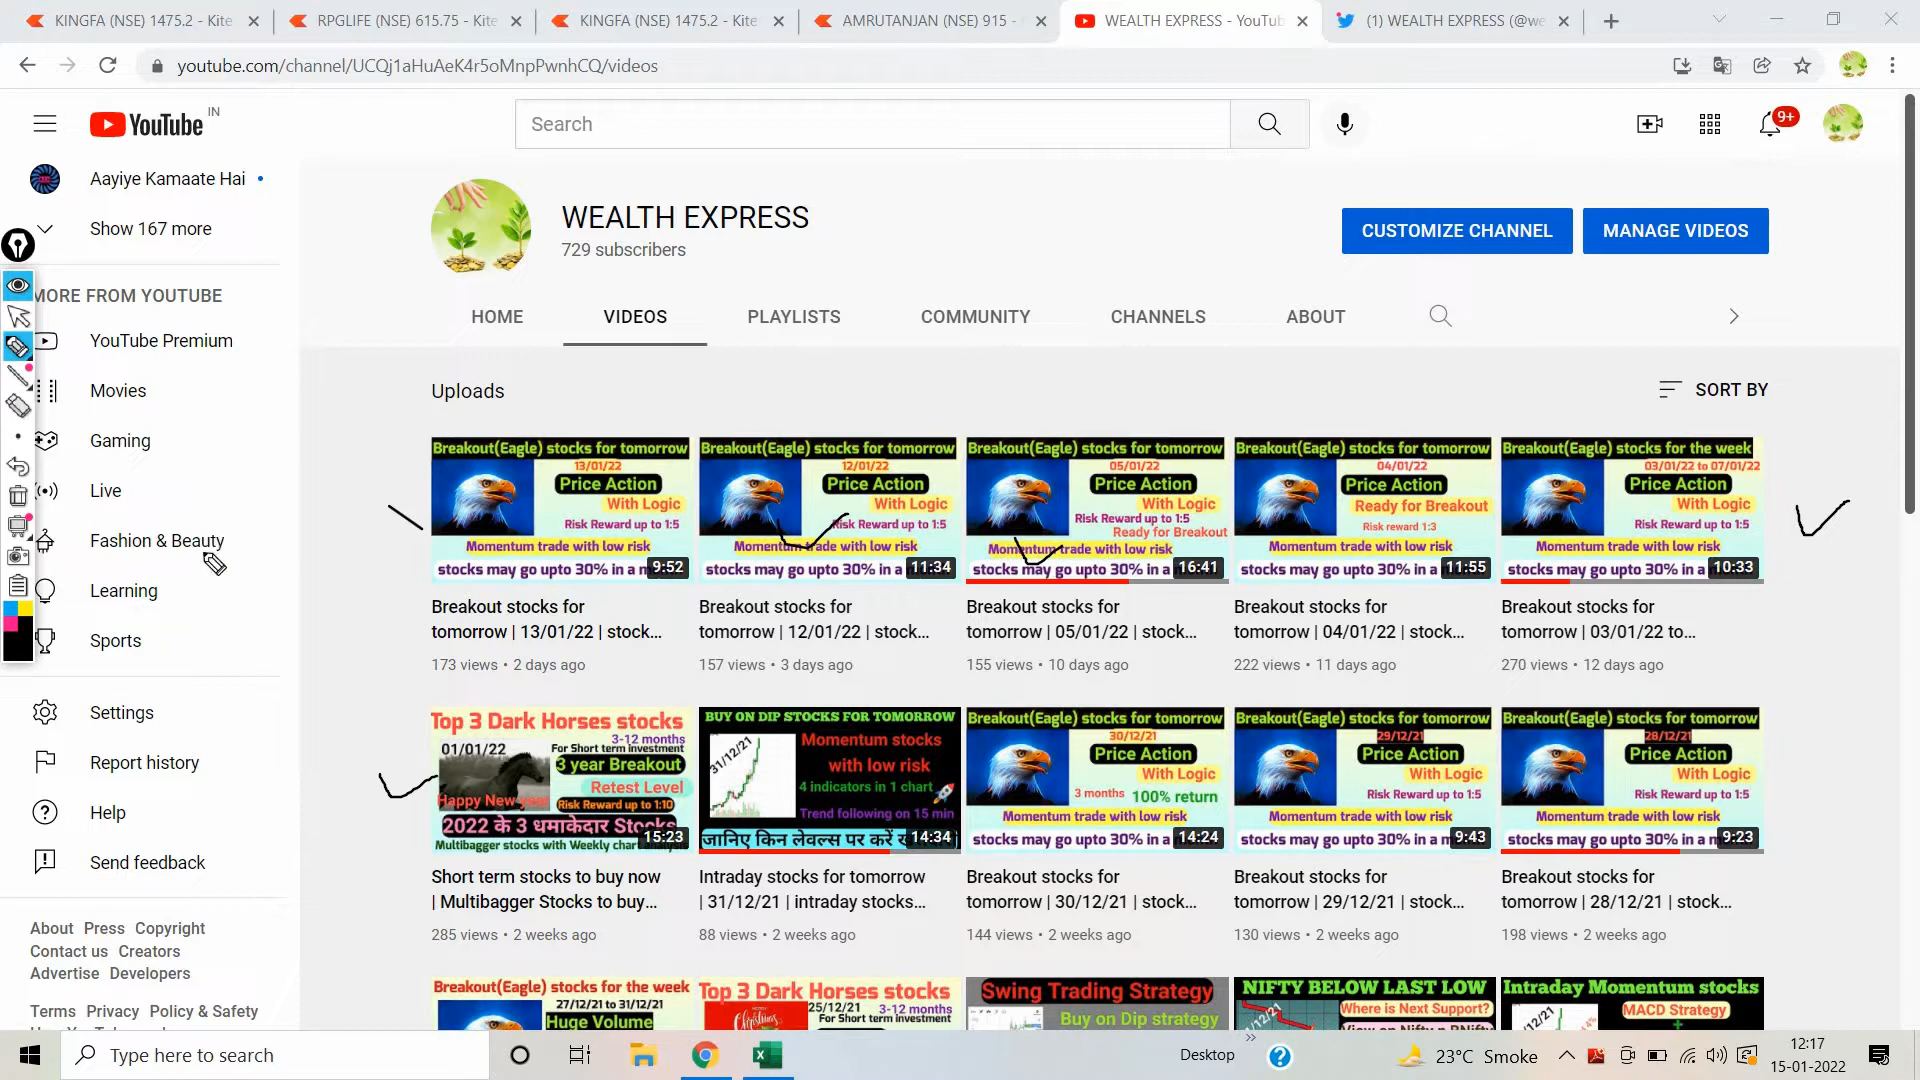 KINGFA (NSE) 1475.2 - Kite
RPGLIFE (NSE) 615.75 - Kite
KINGFA (NSE) 1475.2 - Kite
AMRUTANJAN (NSE) 915 -
WEALTH EXPRESS - YouTub
(1) WEALTH EXPRESS (@we
youtube.com/channel/UCQj1aHuAeK4r5oMnpPwnhCQ/videos
YouTube IN
Search
9+
Aayiye Kamaate Hai
Show 167 more
MORE FROM YOUTUBE
YouTube Premium
Movies
Gaming
Live
Fashion & Beauty
Learning
Sports
Settings
Report history
Help
Send feedback
About Press Copyright
Contact us Creators
Advertise Developers
Terms Privacy Policy & Safety
WEALTH EXPRESS
729 subscribers
CUSTOMIZE CHANNEL
MANAGE VIDEOS
HOME
VIDEOS
PLAYLISTS
COMMUNITY
CHANNELS
ABOUT
Uploads
SORT BY
Breakout(Eagle) stocks for tomorrow
13/01/22
Price Action
With Logic
Risk Reward up to 1:5
Momentum trade with low risk
stocks may go upto 30% in a
9:52
Breakout stocks for
tomorrow | 13/01/22 | stock...
173 views • 2 days ago
Breakout(Eagle) stocks for tomorrow
12/01/22
Price Action
With Logic
Risk Reward up to 1:5
Momentum trade with low risk
stocks may go upto 30% in a
11:34
Breakout stocks for
tomorrow | 12/01/22 | stock...
157 views • 3 days ago
Breakout(Eagle) stocks for tomorrow
05/01/22
Price Action
With Logic
Risk Reward up to 1:5
Ready for Breakout
Momentum trade with low risk
stocks may go upto 30% in a
16:41
Breakout stocks for
tomorrow | 05/01/22 | stock...
155 views • 10 days ago
Breakout(Eagle) stocks for tomorrow
04/01/22
Price Action
Ready for Breakout
Risk reward 1:3
Momentum trade with low risk
stocks may go upto 30% in a
11:55
Breakout stocks for
tomorrow | 04/01/22 | stock...
222 views • 11 days ago
Breakout(Eagle) stocks for the week
03/01/22 to 07/01/22
Price Action
With Logic
Risk Reward up to 1:5
Momentum trade with low risk
stocks may go upto 30% in a
10:33
Breakout stocks for
tomorrow | 03/01/22 to...
270 views • 12 days ago
Top 3 Dark Horses stocks
3-12 months
01/01/22
For Short term investment
3 year Breakout
Retest Level
Happy New year
Risk Reward up to 1:10
2022 के 3 धमाकेदार Stocks
Multibagger stocks with Weekly chart analysis
15:23
Short term stocks to buy now
| Multibagger Stocks to buy...
285 views • 2 weeks ago
BUY ON DIP STOCKS FOR TOMORROW
31/12/21
Momentum stocks
with low risk
4 indicators in 1 chart
Trend following on 15 min
जानिए किन लेवल्स पर करें
14:34
Intraday stocks for tomorrow
| 31/12/21 | intraday stocks...
88 views • 2 weeks ago
Breakout(Eagle) stocks for tomorrow
30/12/21
Price Action
With Logic
3 months 100% return
Momentum trade with low risk
stocks may go upto 30% in a
14:24
Breakout stocks for
tomorrow | 30/12/21 | stock...
144 views • 2 weeks ago
Breakout(Eagle) stocks for tomorrow
29/12/21
Price Action
With Logic
Risk Reward up to 1:5
Momentum trade with low risk
stocks may go upto 30% in a
9:43
Breakout stocks for
tomorrow | 29/12/21 | stock...
130 views • 2 weeks ago
Breakout(Eagle) stocks for tomorrow
28/12/21
Price Action
With Logic
Risk Reward up to 1:5
Momentum trade with low risk
stocks may go upto 30% in a
9:23
Breakout stocks for
tomorrow | 28/12/21 | stock...
198 views • 2 weeks ago
Breakout(Eagle) stocks for the week
27/12/21 to 31/12/21
Huge Volume
Top 3 Dark Horses stocks
25/12/21 3-12 months
For Short term investment
Christmas
Swing Trading Strategy
Buy on Dip strategy
NIFTY BELOW LAST LOW
Where is Next Support?
Intraday Momentum stocks
MACD Strategy
Type here to search
Desktop
23°C Smoke
12:17
15-01-2022